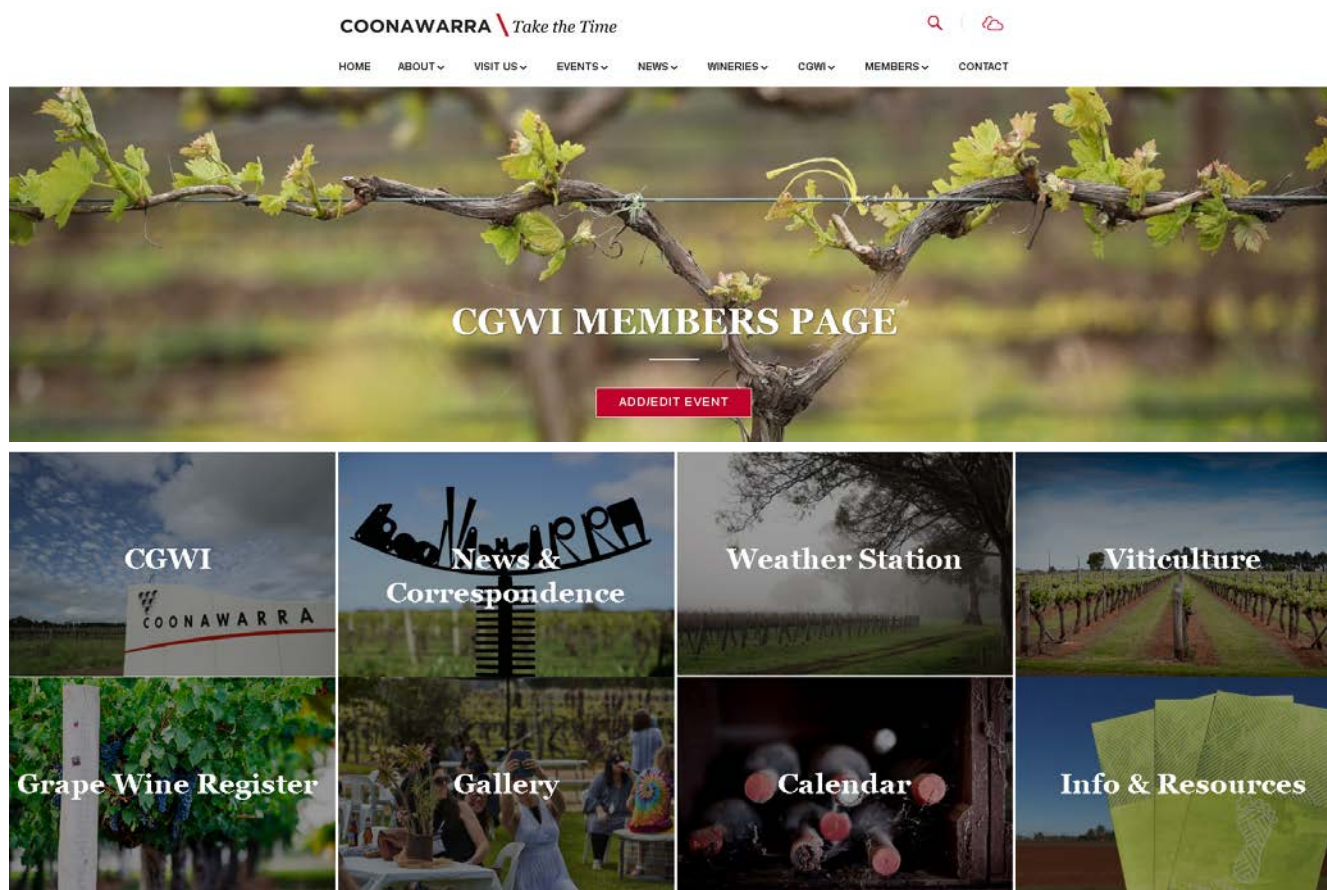 COONAWARRA \ Take the Time
HOME ABOUT VISIT US EVENTS NEWS WINERIES CGWI MEMBERS CONTACT
CGWI MEMBERS PAGE
ADD/EDIT EVENT
CGWI
COONAWARRA
News &
Correspondence
COONAWARRA
Weather Station
Viticulture
Grape Wine Register
Gallery
Calendar
Info & Resources